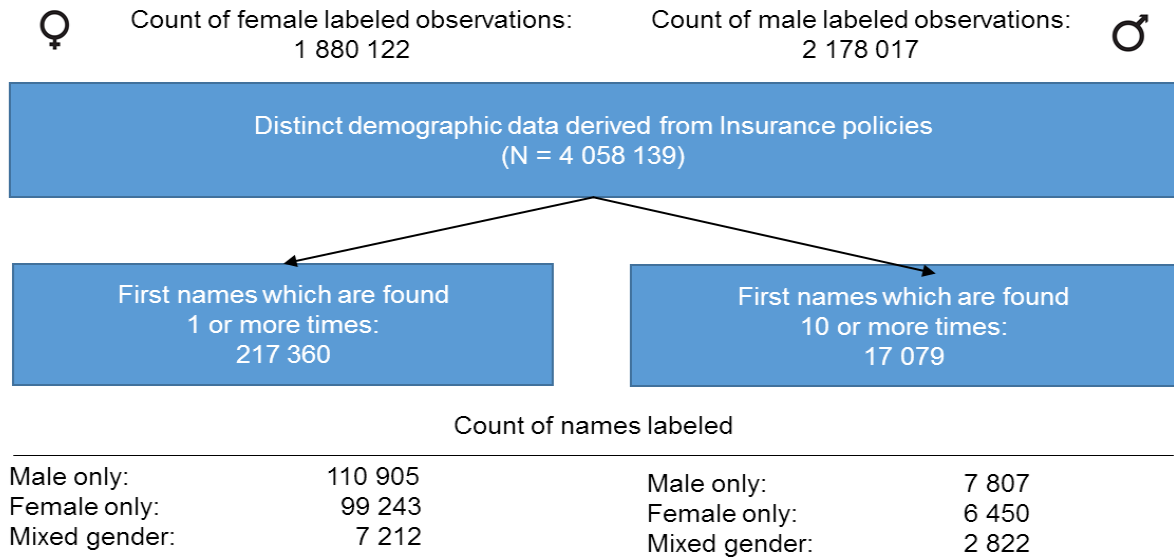 Count of female labeled observations:
1 880 122
Count of male labeled observations:
2 178 017
Distinct demographic data derived from Insurance policies
(N = 4 058 139)
First names which are found
1 or more times:
217 360
First names which are found
10 or more times:
17 079
Count of names labeled
Male only: 110 905
Female only: 99 243
Mixed gender: 7 212
Male only: 7 807
Female only: 6 450
Mixed gender: 2 822